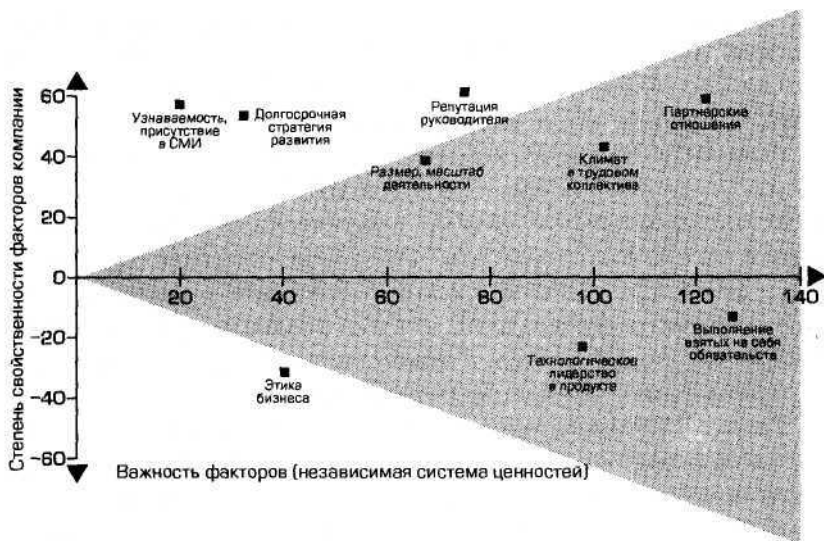 Степень свойственности факторов компании
60
40
20
0
-20
-40
-60
20
40
60
80
100
120
140
Узнаваемость,
присутствие
в СМИ
Долгосрочная
стратегия
развития
Репутация
руководителя
Партнерские
отношения
Размер, масштаб
деятельности
Климат
в трудовом
коллективе
Этика
бизнеса
Технологическое
лидерство
в продукте
Выполнение
взятых на себя
обязательств
Важность факторов (независимая система ценностей)